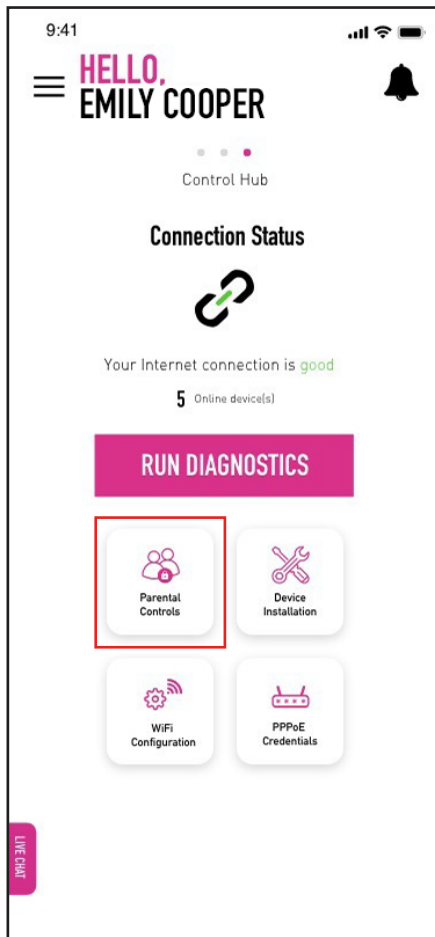 9:41
HELLO,
EMILY COOPER
Control Hub
Connection Status
Your Internet connection is good
5 Online device(s)
RUN DIAGNOSTICS
Parental
Controls
Device
Installation
WiFi
Configuration
PPPoE
Credentials
LIVE CHAT